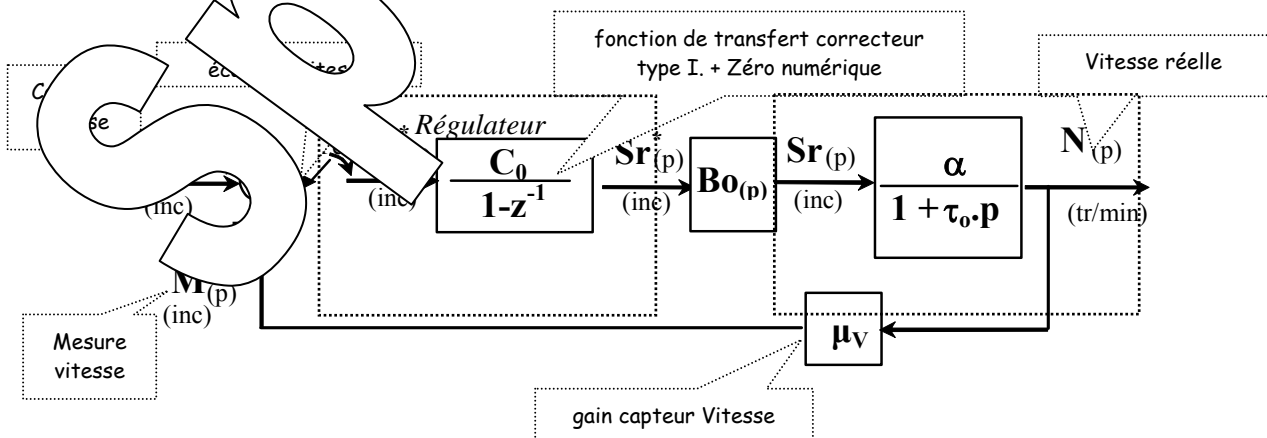 fonction de transfert correcteur
type I. + Zéro numérique
Vitesse réelle
* Régulateur
C₀
1-z⁻¹
(inc)
(inc)
Sr*(p)
(inc)
Bo(p)
Sr(p)
(inc)
α
1 + τₒ.p
N(p)
(tr/min)
M(p)
(inc)
Mesure
vitesse
μV
gain capteur Vitesse
sp